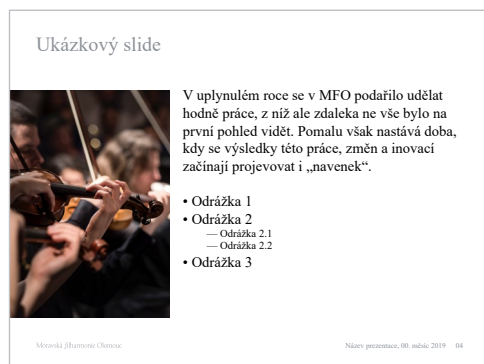 Ukázkový slide
V uplynulém roce se v MFO podařilo udělat
hodně práce, z níž ale zdaleka ne vše bylo na
první pohled vidět. Pomalu však nastává doba,
kdy se výsledky této práce, změn a inovací
začínají projevovat i „navenek“.
• Odrážka 1
• Odrážka 2
— Odrážka 2.1
— Odrážka 2.2
• Odrážka 3
Moravská filharmonie Olomouc
Název prezentace, 00. měsíc 2019 04